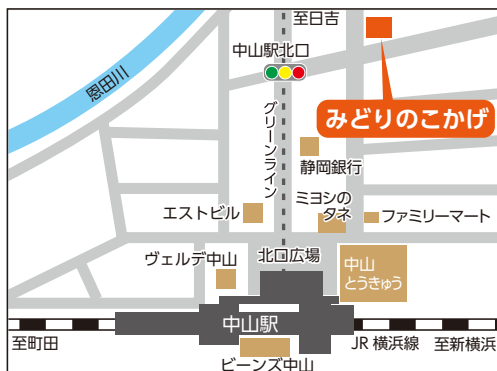 至日吉
中山駅北口
恩田川
みどりのこかげ
グリーンライン
静岡銀行
ミヨシの
タネ
エストビル
ファミリーマート
北口広場
ヴェルデ中山
中山
とうきゅう
中山駅
至町田
JR 横浜線
至新横浜
ビーンズ中山